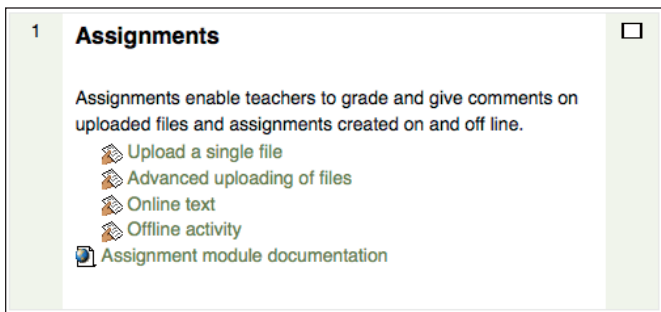 1
Assignments
Assignments enable teachers to grade and give comments on
uploaded files and assignments created on and off line.
Upload a single file
Advanced uploading of files
Online text
Offline activity
Assignment module documentation